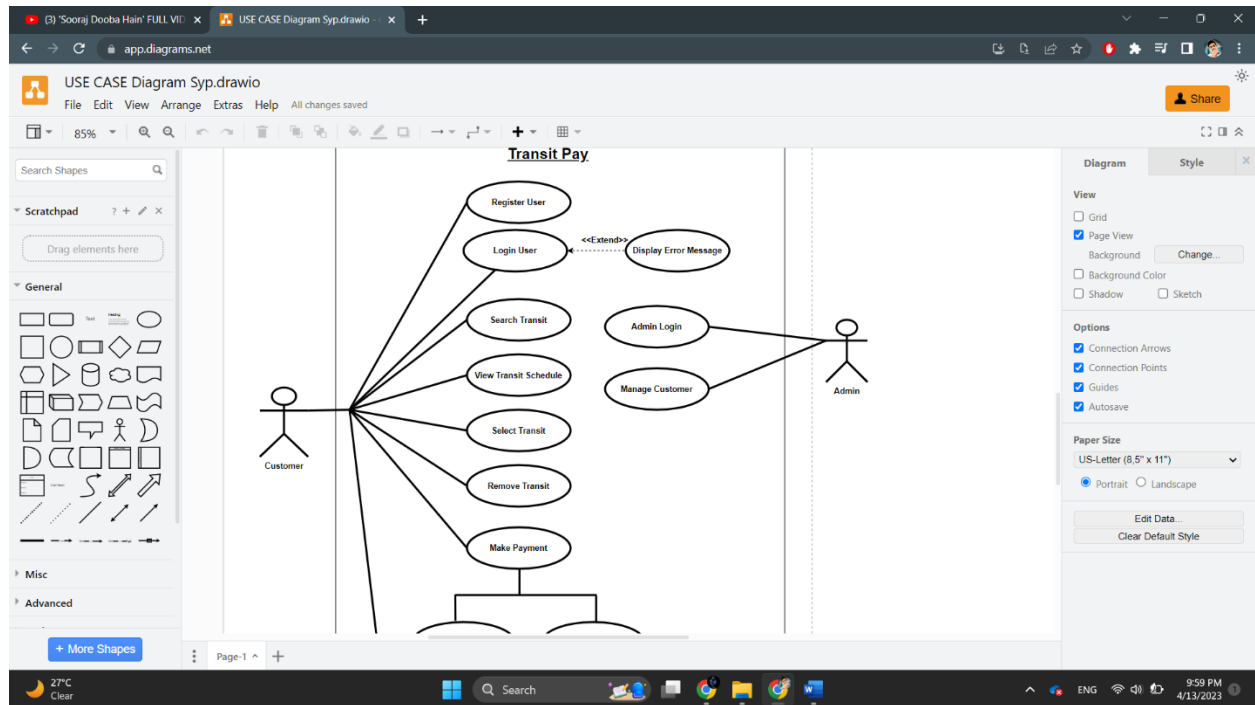 (3) 'Sooraj Dooba Hain' FULL VID
USE CASE Diagram Syp.drawio -
app.diagrams.net
USE CASE Diagram Syp.drawio
File Edit View Arrange Extras Help All changes saved
Share
85%
Search Shapes
Scratchpad
Drag elements here
General
Text
Misc
Advanced
+ More Shapes
Transit Pay
Register User
Login User
<<Extend>>
Display Error Message
Search Transit
Admin Login
View Transit Schedule
Manage Customer
Admin
Select Transit
Customer
Remove Transit
Make Payment
Page-1
Diagram
Style
View
Grid
Page View
Background
Change...
Background Color
Shadow
Sketch
Options
Connection Arrows
Connection Points
Guides
Autosave
Paper Size
US-Letter (8,5" x 11")
Portrait
Landscape
Edit Data...
Clear Default Style
27°C
Clear
Search
ENG
9:59 PM
4/13/2023
1